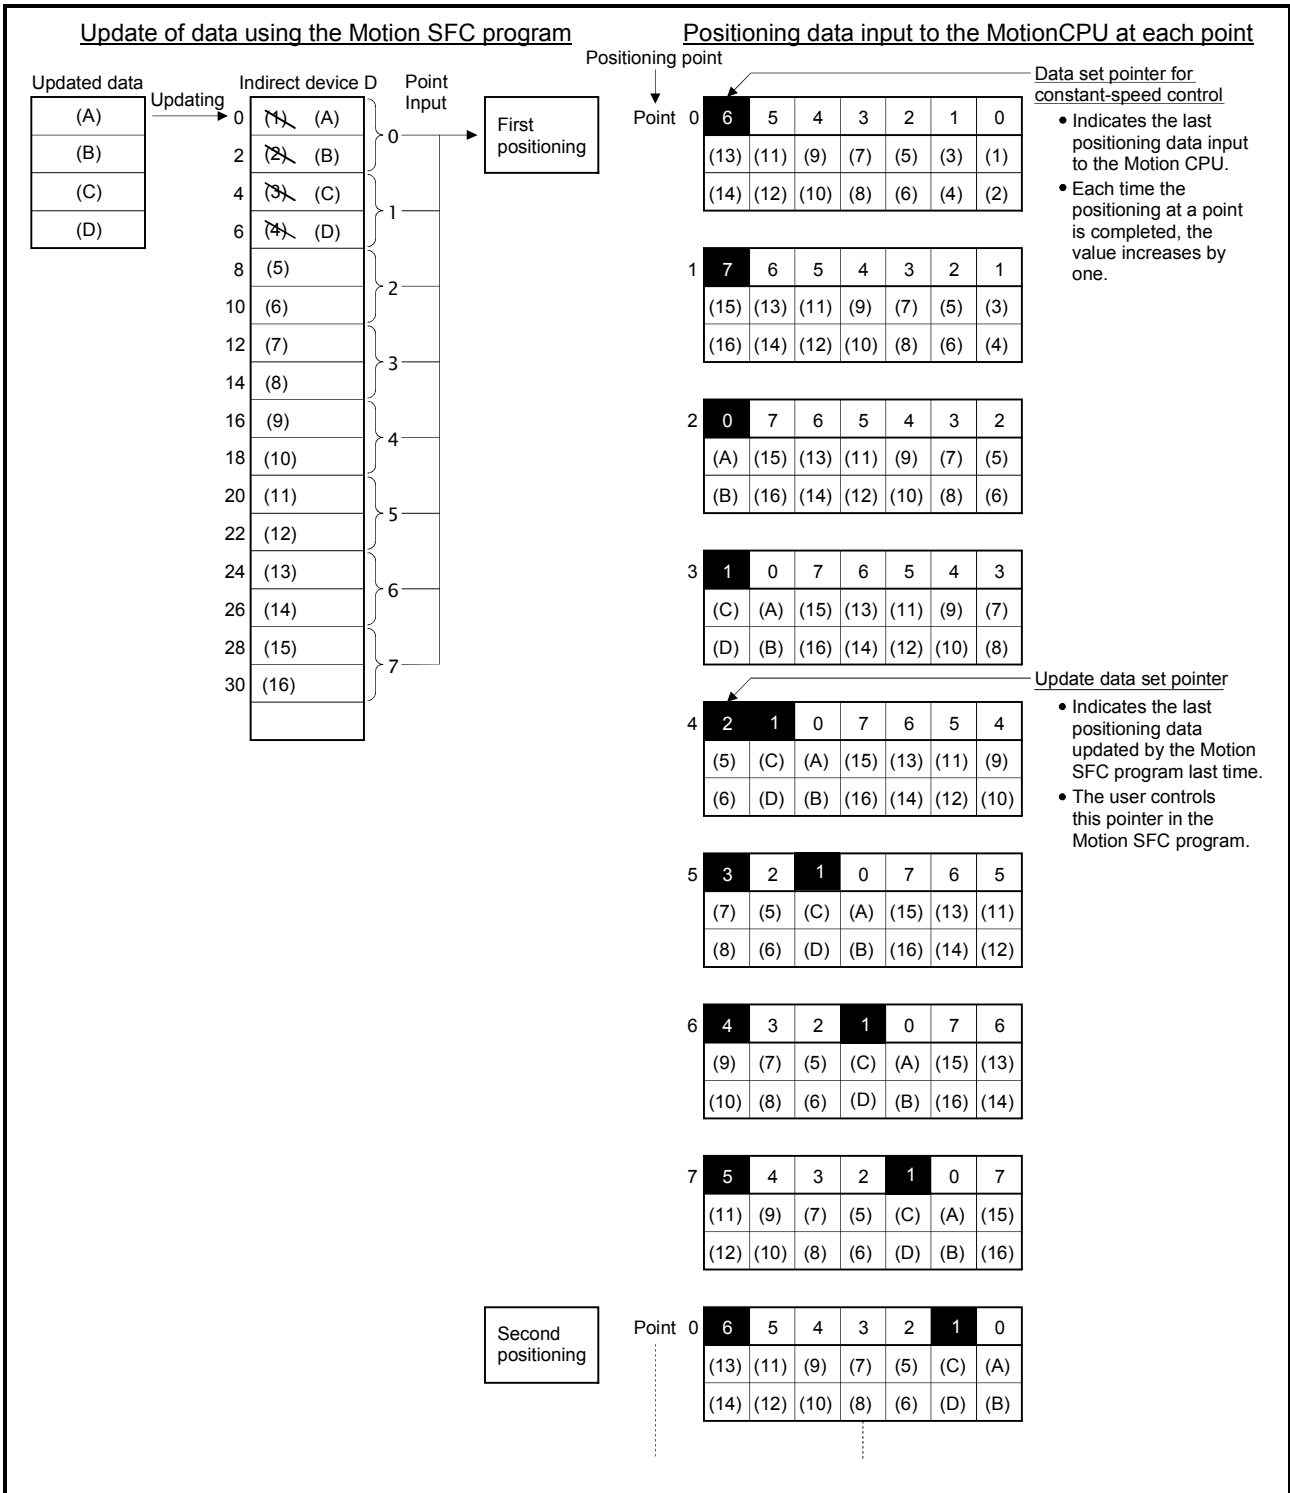 Update of data using the Motion SFC program
Updated data
(A)
(B)
(C)
(D)
Updating
Indirect device D
Point
Input
0 (1) (A)
2 (2) (B)
4 (3) (C)
6 (4) (D)
8 (5)
10 (6)
12 (7)
14 (8)
16 (9)
18 (10)
20 (11)
22 (12)
24 (13)
26 (14)
28 (15)
30 (16)
0
1
2
3
4
5
6
7
First
positioning
Second
positioning
Positioning data input to the MotionCPU at each point
Positioning point
Point 0 6 5 4 3 2 1 0
(13) (11) (9) (7) (5) (3) (1)
(14) (12) (10) (8) (6) (4) (2)
1 7 6 5 4 3 2 1
(15) (13) (11) (9) (7) (5) (3)
(16) (14) (12) (10) (8) (6) (4)
2 0 7 6 5 4 3 2
(A) (15) (13) (11) (9) (7) (5)
(B) (16) (14) (12) (10) (8) (6)
3 1 0 7 6 5 4 3
(C) (A) (15) (13) (11) (9) (7)
(D) (B) (16) (14) (12) (10) (8)
4 2 1 0 7 6 5 4
(5) (C) (A) (15) (13) (11) (9)
(6) (D) (B) (16) (14) (12) (10)
5 3 2 1 0 7 6 5
(7) (5) (C) (A) (15) (13) (11)
(8) (6) (D) (B) (16) (14) (12)
6 4 3 2 1 0 7 6
(9) (7) (5) (C) (A) (15) (13)
(10) (8) (6) (D) (B) (16) (14)
7 5 4 3 2 1 0 7
(11) (9) (7) (5) (C) (A) (15)
(12) (10) (8) (6) (D) (B) (16)
Point 0 6 5 4 3 2 1 0
(13) (11) (9) (7) (5) (C) (A)
(14) (12) (10) (8) (6) (D) (B)
Data set pointer for
constant-speed control
• Indicates the last
positioning data input
to the Motion CPU.
• Each time the
positioning at a point
is completed, the
value increases by
one.
Update data set pointer
• Indicates the last
positioning data
updated by the Motion
SFC program last time.
• The user controls
this pointer in the
Motion SFC program.